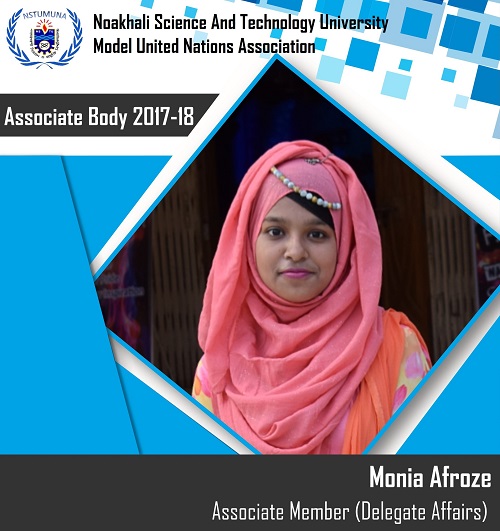 NSTUMUNA
Noakhali Science And Technology University
Model United Nations Association
Associate Body 2017-18
Monia Afroze
Associate Member (Delegate Affairs)